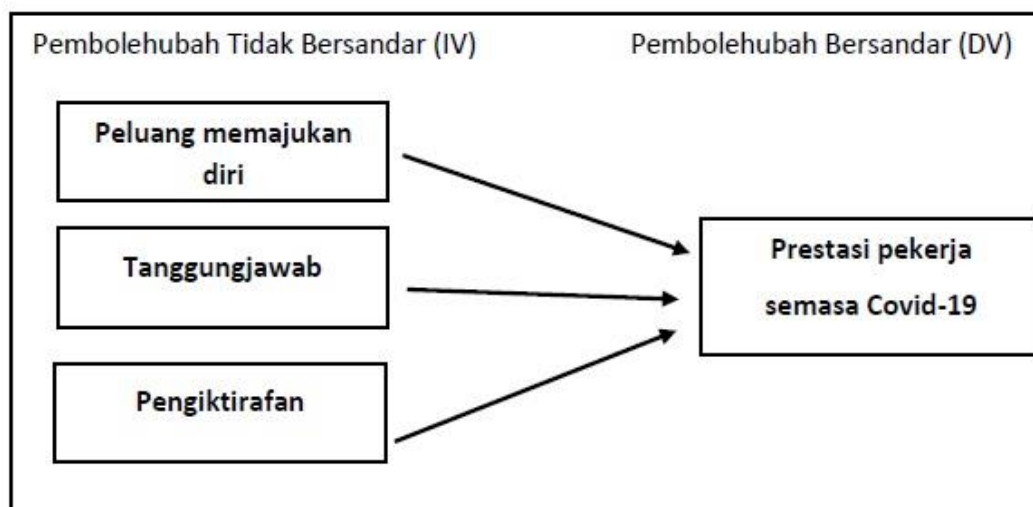 Pembolehubah Tidak Bersandar (IV)
Pembolehubah Bersandar (DV)
Peluang memajukan
diri
Tanggungjawab
Pengiktirafan
Prestasi pekerja
semasa Covid-19